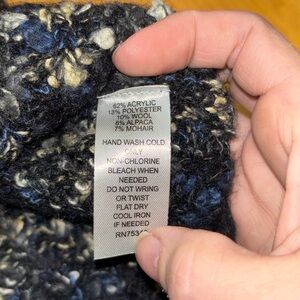 62% ACRYLIC
13% POLYESTER
10% WOOL
8% ALPACA
7% MOHAIR
HAND WASH COLD
ONLY
NON-CHLORINE
BLEACH WHEN
NEEDED
DO NOT WRING
OR TWIST
FLAT DRY
COOL IRON
IF NEEDED